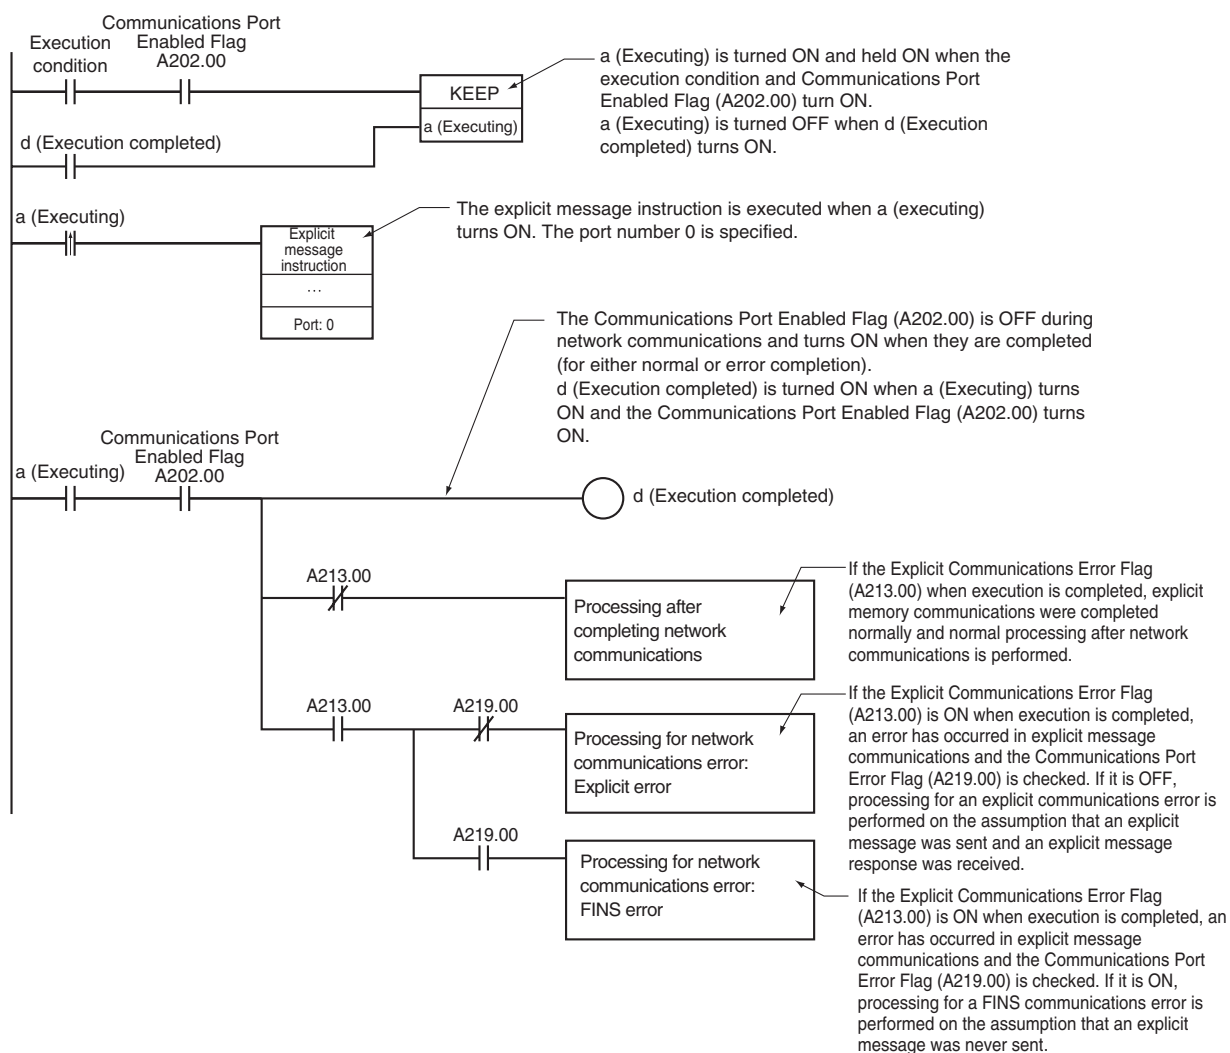 Communications Port
Enabled Flag
A202.00
Execution
condition
KEEP
a (Executing)
a (Executing) is turned ON and held ON when the
execution condition and Communications Port
Enabled Flag (A202.00) turn ON.
a (Executing) is turned OFF when d (Execution
completed) turns ON.
d (Execution completed)
a (Executing)
Explicit
message
instruction
...
Port: 0
The explicit message instruction is executed when a (executing)
turns ON. The port number 0 is specified.
The Communications Port Enabled Flag (A202.00) is OFF during
network communications and turns ON when they are completed
(for either normal or error completion).
d (Execution completed) is turned ON when a (Executing) turns
ON and the Communications Port Enabled Flag (A202.00) turns
ON.
Communications Port
Enabled Flag
A202.00
a (Executing)
d (Execution completed)
A213.00
Processing after
completing network
communications
If the Explicit Communications Error Flag
(A213.00) when execution is completed, explicit
memory communications were completed
normally and normal processing after network
communications is performed.
A213.00
A219.00
Processing for network
communications error:
Explicit error
If the Explicit Communications Error Flag
(A213.00) is ON when execution is completed,
an error has occurred in explicit message
communications and the Communications Port
Error Flag (A219.00) is checked. If it is OFF,
processing for an explicit communications error is
performed on the assumption that an explicit
message was sent and an explicit message
response was received.
A219.00
Processing for network
communications error:
FINS error
If the Explicit Communications Error Flag
(A213.00) is ON when execution is completed, an
error has occurred in explicit message
communications and the Communications Port
Error Flag (A219.00) is checked. If it is ON,
processing for a FINS communications error is
performed on the assumption that an explicit
message was never sent.